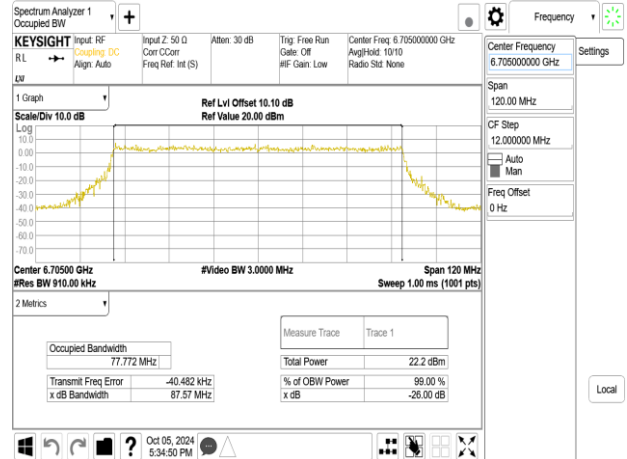 Spectrum Analyzer 1
Occupied BW
KEYSIGHT
R L
Input: RF
Coupling: DC
Align: Auto
Input Z: 50 Ω
Corr CCorr
Freq Ref: Int (S)
Atten: 30 dB
Trig: Free Run
Gate: Off
#IF Gain: Low
Center Freq: 6.705000000 GHz
Avg|Hold: 10/10
Radio Std: None
1 Graph
Scale/Div 10.0 dB
Ref Lvl Offset 10.10 dB
Ref Value 20.00 dBm
Log
10.0
0.00
-10.0
-20.0
-30.0
-40.0
-50.0
-60.0
-70.0
Center 6.70500 GHz
#Res BW 910.00 kHz
#Video BW 3.0000 MHz
Span 120 MHz
Sweep 1.00 ms (1001 pts)
2 Metrics
Occupied Bandwidth
77.772 MHz
Transmit Freq Error -40.482 kHz
x dB Bandwidth 87.57 MHz
Measure Trace Trace 1
Total Power 22.2 dBm
% of OBW Power 99.00 %
x dB -26.00 dB
Oct 05, 2024
5:34:50 PM
?
Frequency
Settings
Center Frequency
6.705000000 GHz
Span
120.00 MHz
CF Step
12.000000 MHz
Auto
Man
Freq Offset
0 Hz
Local